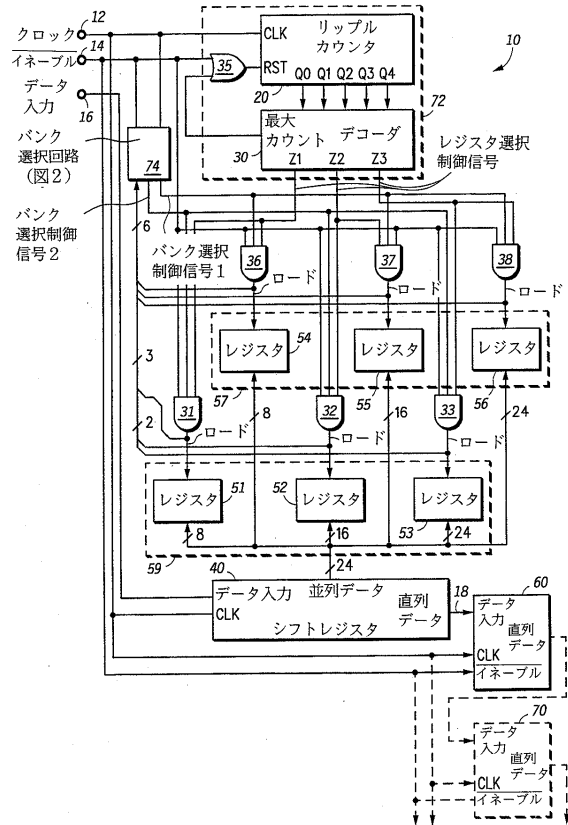 クロック
12
イネーブル
14
データ
入力
16
10
35
CLK
リップル
カウンタ
RST
Q0 Q1 Q2 Q3 Q4
20
最大
カウント
デコーダ
30
Z1 Z2 Z3
72
レジスタ選択
制御信号
バンク
選択回路
(図2)
74
バンク
選択制御
信号2
6
バンク選択
制御信号1
36
ロード
37
ロード
38
ロード
レジスタ
54
レジスタ
55
レジスタ
56
57
3
2
8
16
24
31
ロード
32
ロード
33
ロード
レジスタ
51
レジスタ
52
レジスタ
53
8
16
24
59
24
40
データ入力
並列データ
直列
データ
CLK
シフトレジスタ
18
60
データ
入力
直列
データ
CLK
イネーブル
70
データ
入力
直列
データ
CLK
イネーブル